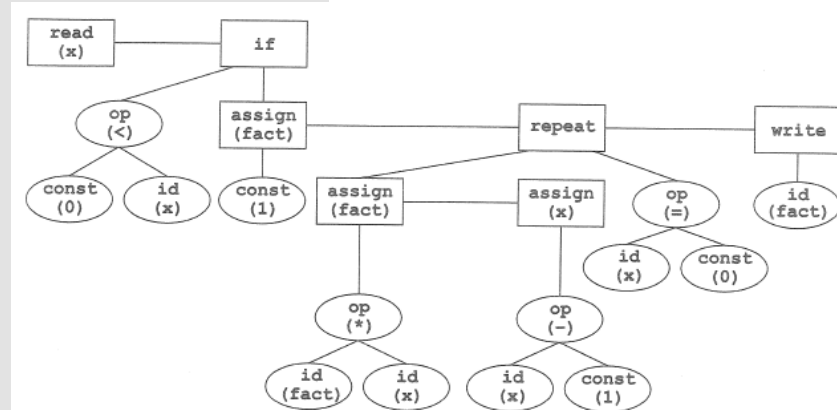 read
(x)
if
op
(<)
assign
(fact)
repeat
write
const
(0)
id
(x)
const
(1)
assign
(fact)
assign
(x)
op
(=)
id
(fact)
id
(x)
const
(0)
op
(*)
op
(-)
id
(fact)
id
(x)
id
(x)
const
(1)